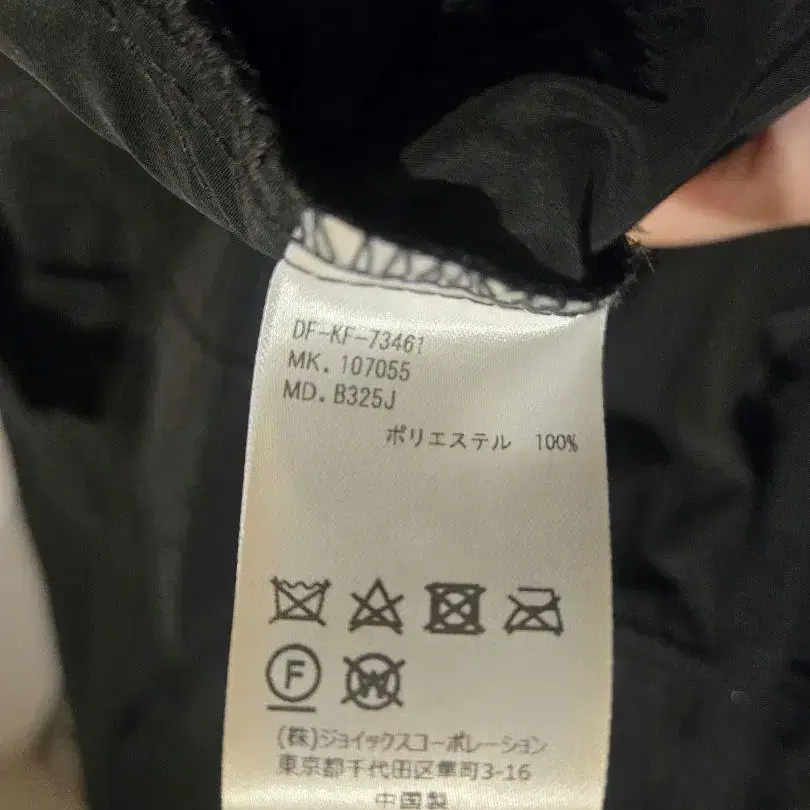 DF-KF-73461
MK. 107055
MD. B325J
ポリエステル 100%
F W
(株)ジョイックスコーポレーション
東京都千代田区隼町3-16
中国製